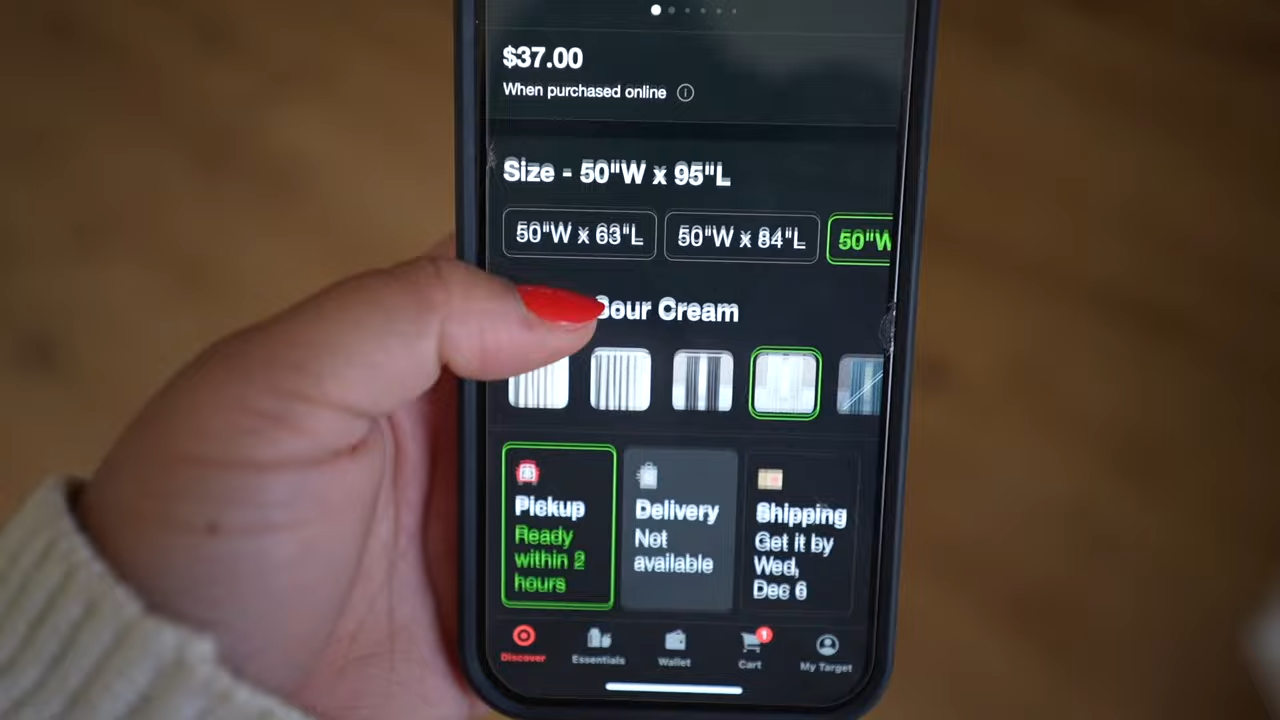 $37.00
When purchased online
Size - 50"W x 95"L
50"W x 63"L
50"W x 84"L
50"W
Sour Cream
Pickup
Ready
within 2
hours
Delivery
Not
available
Shipping
Get it by
Wed,
Dec 6
1
Discover
Essentials
Wallet
Cart
My Target